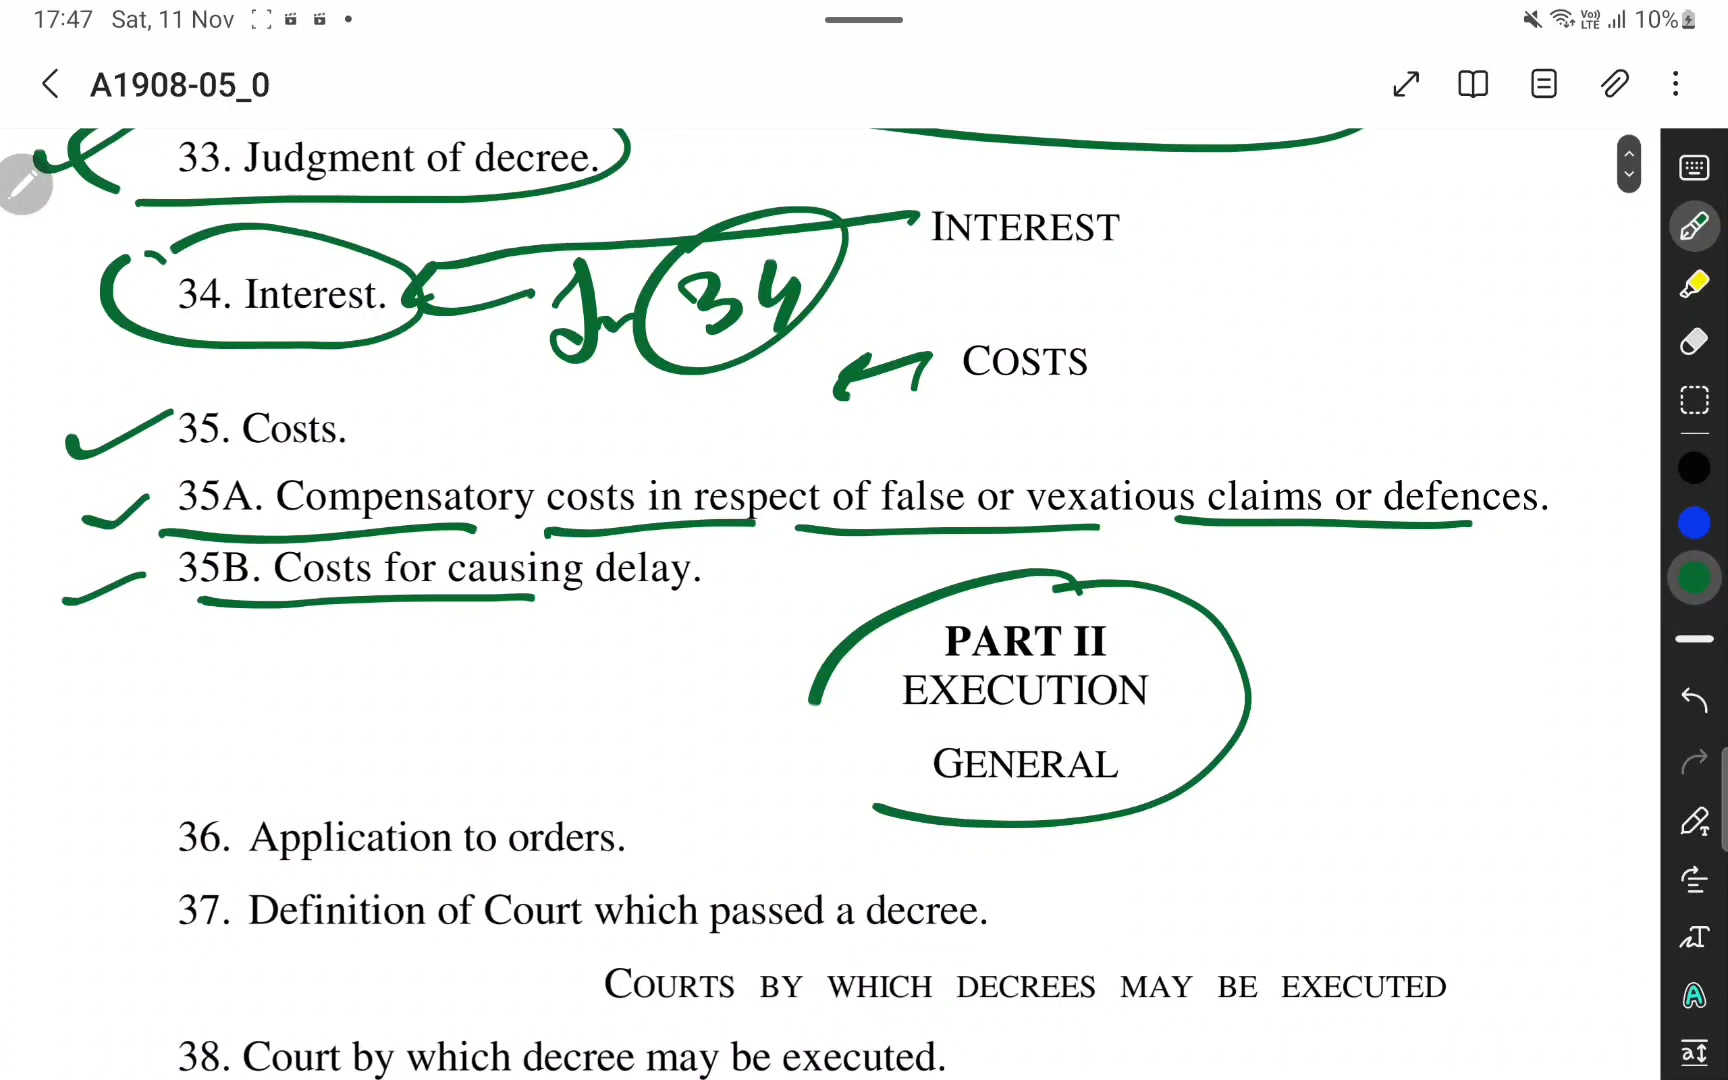 17:47 Sat, 11 Nov
10%
A1908-05_0
33. Judgment of decree.
INTEREST
34. Interest.
34
COSTS
35. Costs.
35A. Compensatory costs in respect of false or vexatious claims or defences.
35B. Costs for causing delay.
PART II
EXECUTION
GENERAL
36. Application to orders.
37. Definition of Court which passed a decree.
COURTS BY WHICH DECREES MAY BE EXECUTED
38. Court by which decree may be executed.